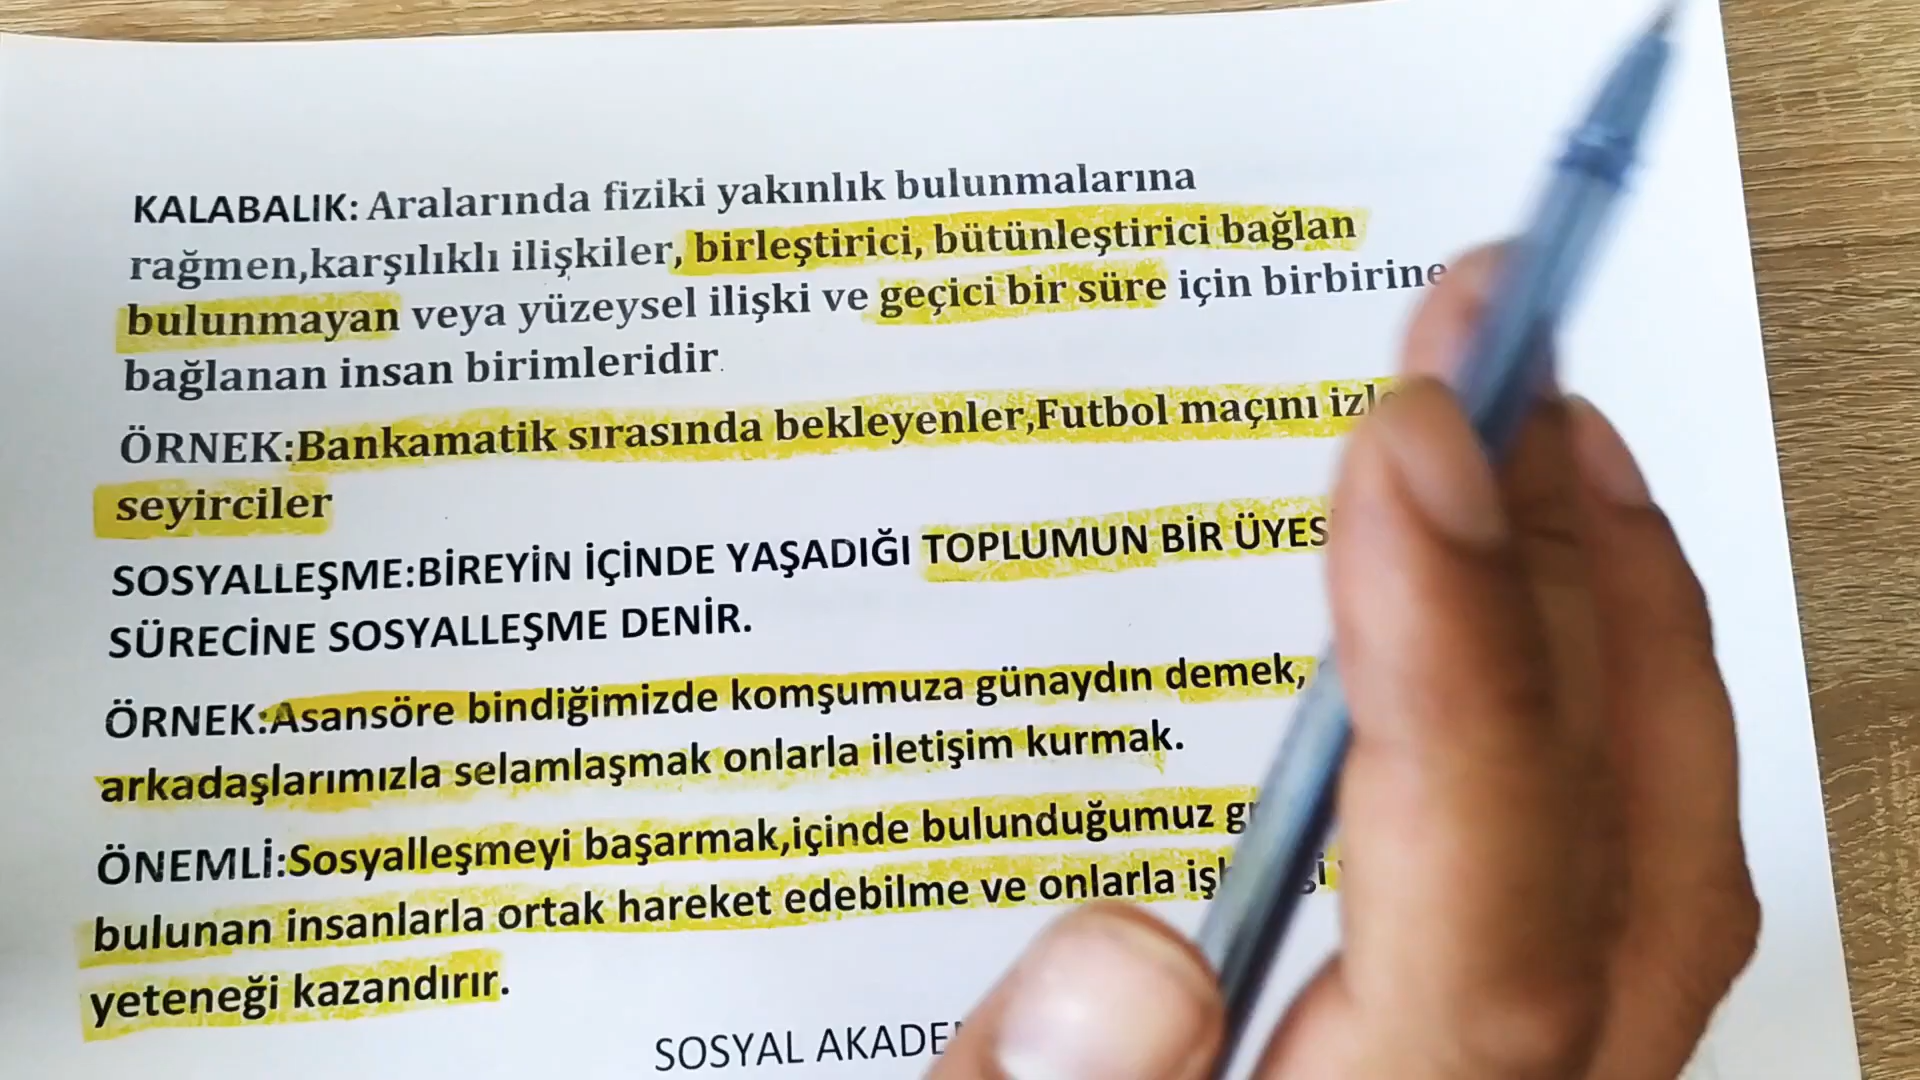 KALABALIK: Aralarında fiziki yakınlık bulunmalarına
rağmen,karşılıklı ilişkiler, birleştirici, bütünleştirici bağlan
bulunmayan veya yüzeysel ilişki ve geçici bir süre için birbirine
bağlanan insan birimleridir.
ÖRNEK:Bankamatik sırasında bekleyenler,Futbol maçını
seyirciler
SOSYALLEŞME:BİREYİN İÇİNDE YAŞADIĞI TOPLUMUN BİR
SÜRECİNE SOSYALLEŞME DENİR.
ÖRNEK:Asansöre bindiğimizde komşumuza günaydın demek,
arkadaşlarımızla selamlaşmak onlarla iletişim kurmak.
ÖNEMLİ:Sosyalleşmeyi başarmak,içinde bulunduğumuz
bulunan insanlarla ortak hareket edebilme ve onlarla
yeteneği kazandırır.
SOSYAL